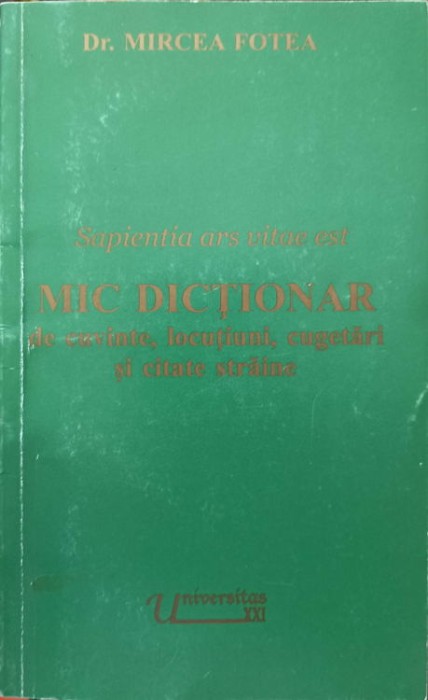 Dr. MIRCEA FOTEA
Sapientia ars vitae est
MIC DICȚIONAR
de cuvinte, locuțiuni, cugetări
și citate străine
Universitas
XXI